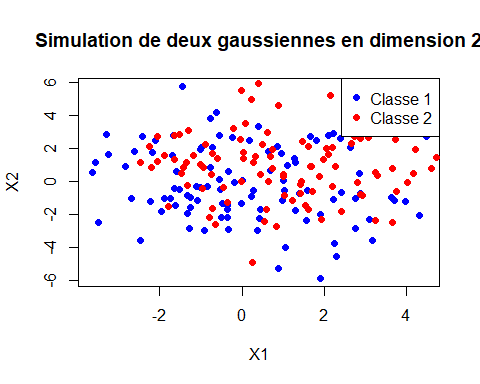 Simulation de deux gaussiennes en dimension 2
Classe 1
Classe 2
6
4
2
0
-2
-4
-6
X2
-2
0
2
4
X1